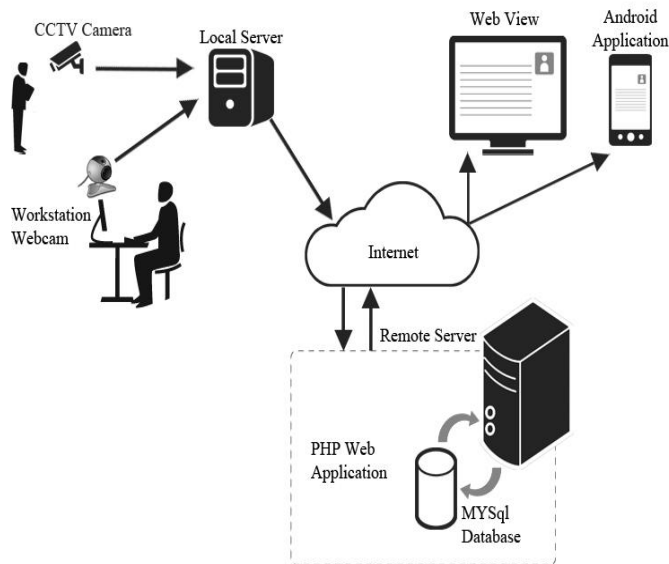 CCTV Camera
Local Server
Web View
Android
Application
Workstation
Webcam
Internet
Remote Server
PHP Web
Application
MYSql
Database